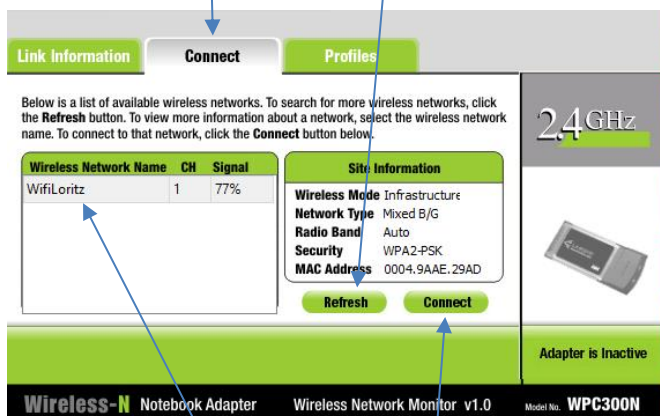 Link Information Connect Profiles
Below is a list of available wireless networks. To search for more wireless networks, click
the Refresh button. To view more information about a network, select the wireless network
name. To connect to that network, click the Connect button below.
2,4GHz
Wireless Network Name CH Signal
WifiLoritz 1 77%
Site Information
Wireless Mode Infrastructure
Network Type Mixed B/G
Radio Band Auto
Security WPA2-PSK
MAC Address 0004.9AAE.29AD
Refresh Connect
Adapter is Inactive
Wireless-N Notebook Adapter Wireless Network Monitor v1.0 Model No. WPC300N